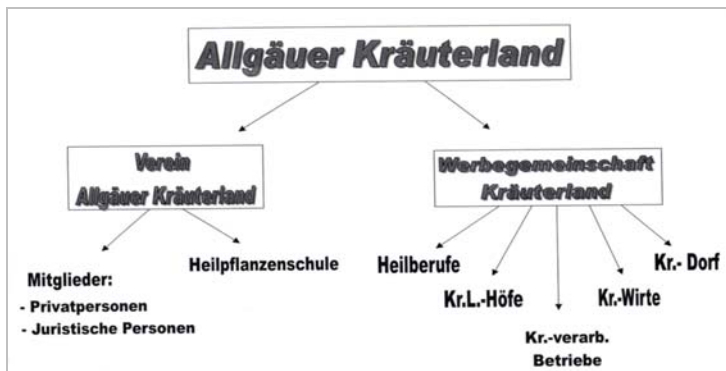 Allgäuer Kräuterland
Verein
Allgäuer Kräuterland
Werbegemeinschaft
Kräuterland
Mitglieder:
- Privatpersonen
- Juristische Personen
Heilpflanzenschule
Heilberufe
Kr.L.-Höfe
Kr.-verarb.
Betriebe
Kr.-Wirte
Kr.- Dorf